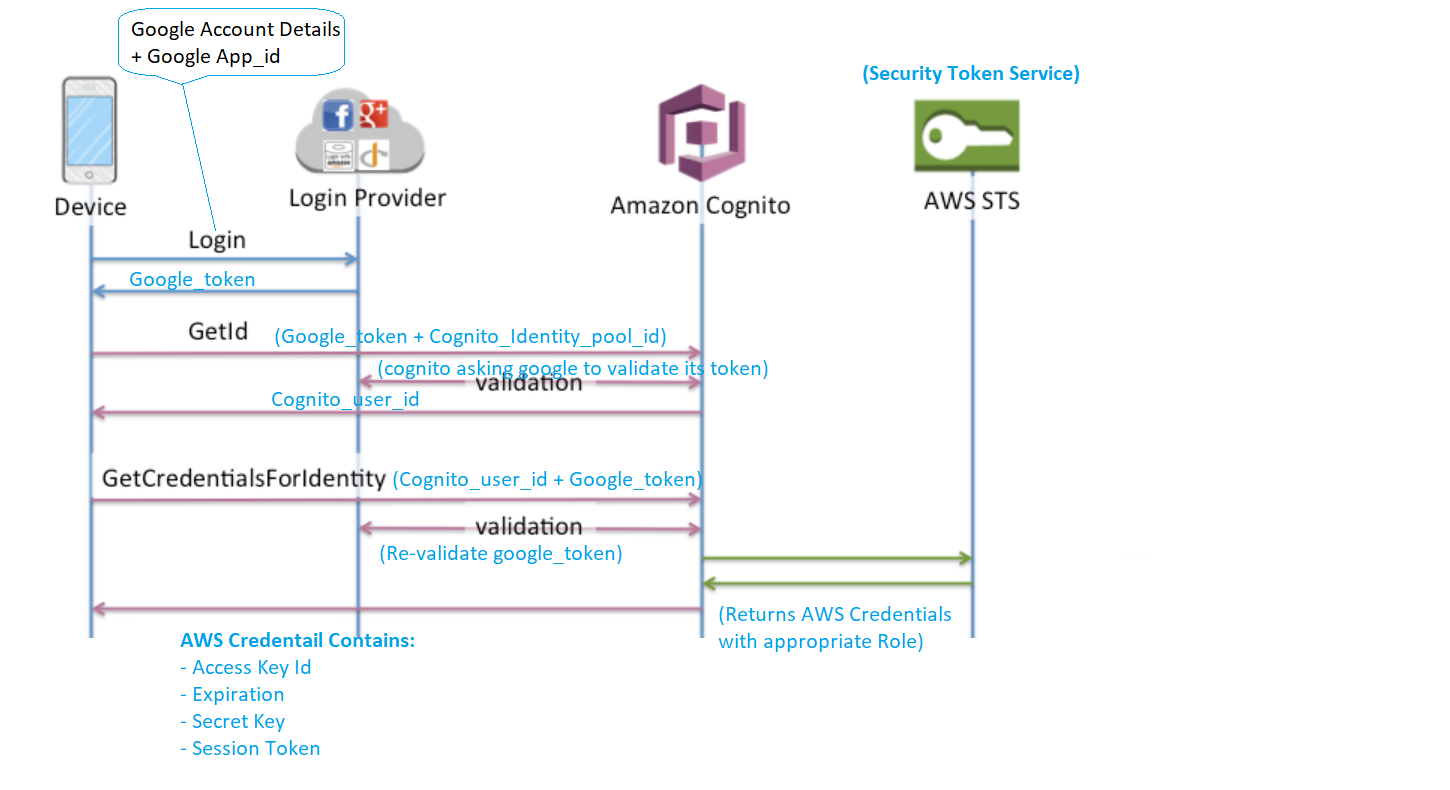 Google Account Details
+ Google App_id
(Security Token Service)
f g+
Device
Login Provider
Amazon Cognito
AWS STS
Login
Google_token
GetId
(Google_token + Cognito_Identity_pool_id)
(cognito asking google to validate its token)
validation
Cognito_user_id
GetCredentialsForIdentity
(Cognito_user_id + Google_token)
validation
(Re-validate google_token)
(Returns AWS Credentials
with appropriate Role)
AWS Credentail Contains:
- Access Key Id
- Expiration
- Secret Key
- Session Token